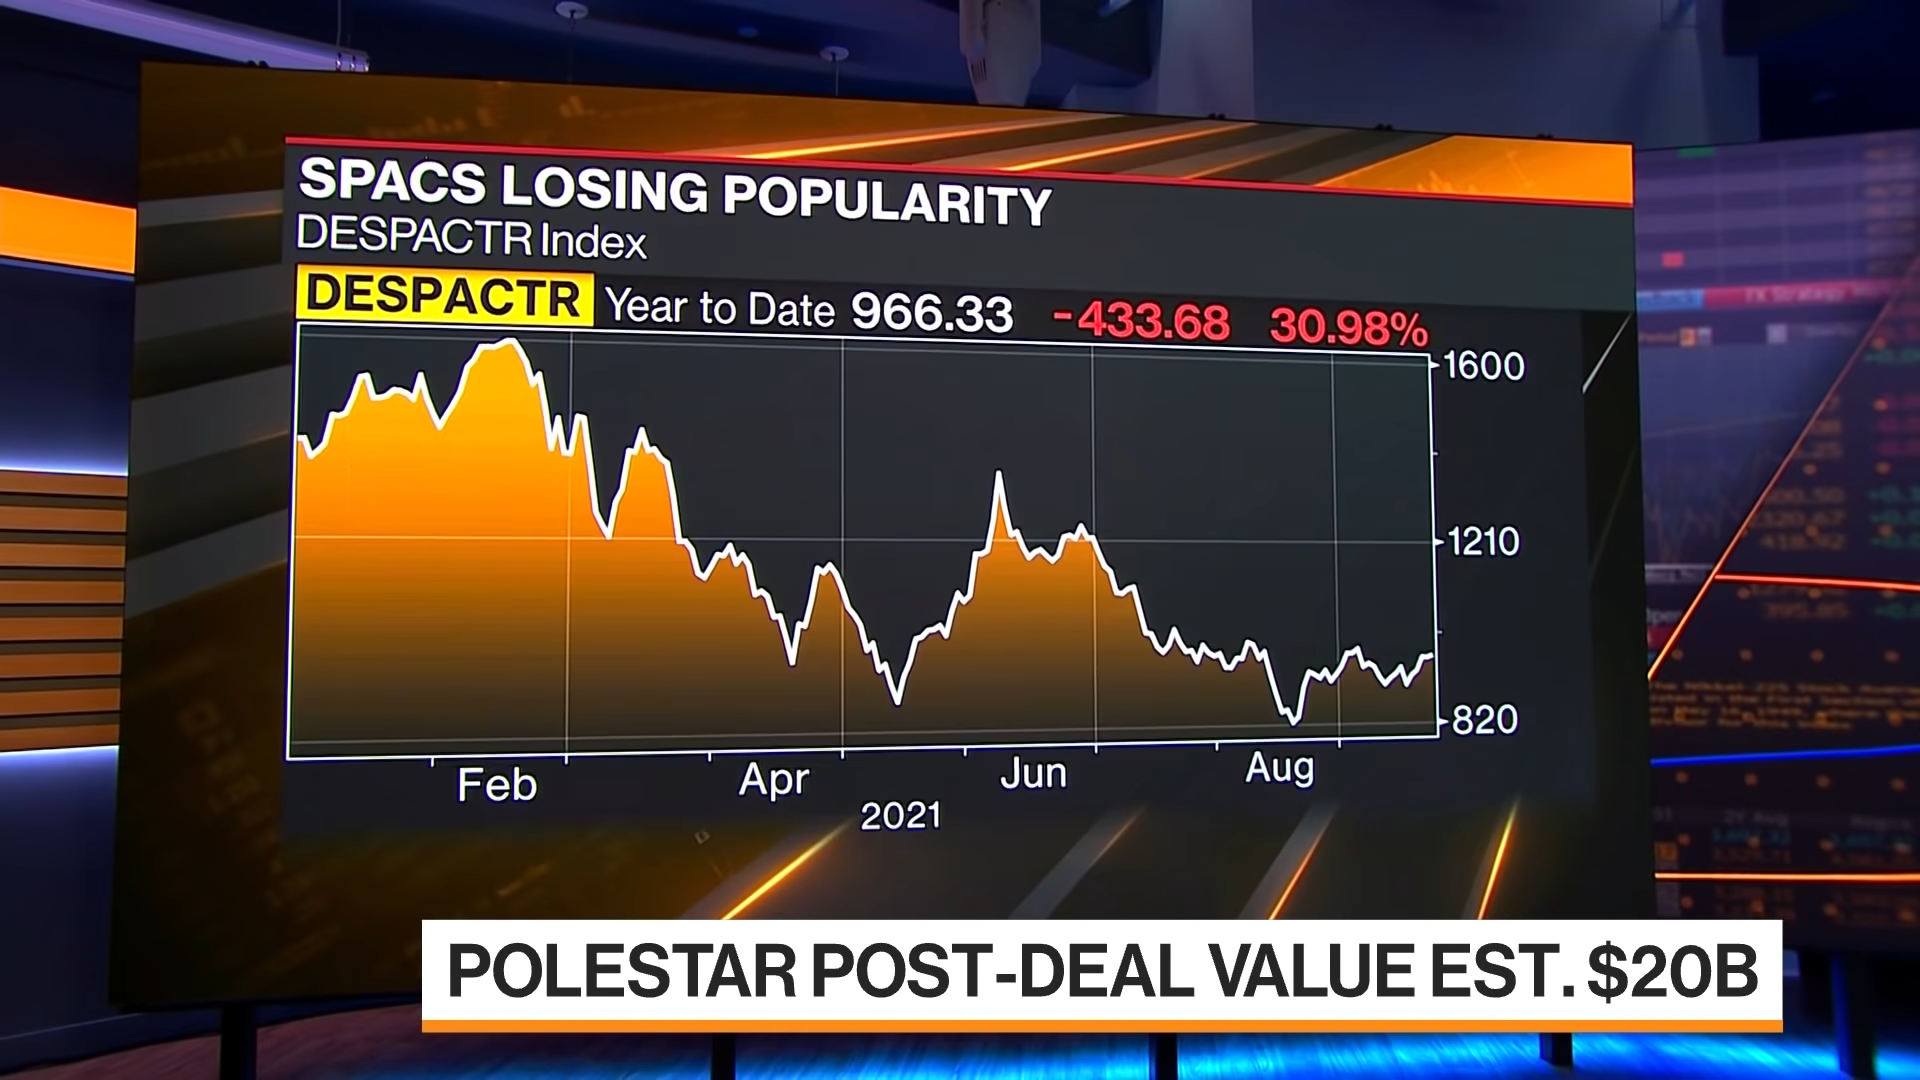 SPACS LOSING POPULARITY
DESPACTR Index
DESPACTR Year to Date 966.33 -433.68 30.98%
1600
1210
820
Feb Apr Jun Aug
2021
POLESTAR POST-DEAL VALUE EST. $20B